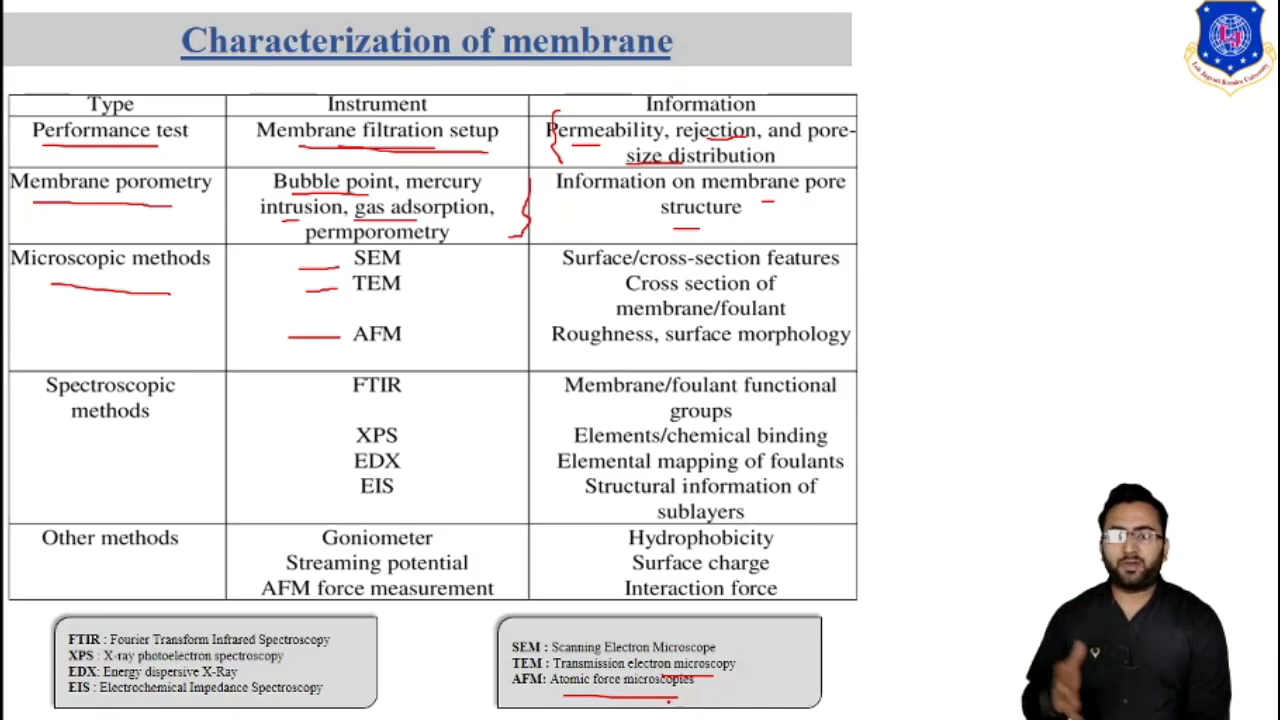 Characterization of membrane
Lok Jagruti Kendra University
Type Instrument Information
Performance test Membrane filtration setup Permeability, rejection, and pore-
size distribution
Membrane porometry Bubble point, mercury Information on membrane pore
intrusion, gas adsorption, structure
permporometry
Microscopic methods SEM Surface/cross-section features
TEM Cross section of
membrane/foulant
AFM Roughness, surface morphology
Spectroscopic FTIR Membrane/foulant functional
methods groups
XPS Elements/chemical binding
EDX Elemental mapping of foulants
EIS Structural information of
sublayers
Other methods Goniometer Hydrophobicity
Streaming potential Surface charge
AFM force measurement Interaction force
FTIR : Fourier Transform Infrared Spectroscopy
XPS : X-ray photoelectron spectroscopy
EDX: Energy dispersive X-Ray
EIS : Electrochemical Impedance Spectroscopy
SEM : Scanning Electron Microscope
TEM : Transmission electron microscopy
AFM: Atomic force microscopies